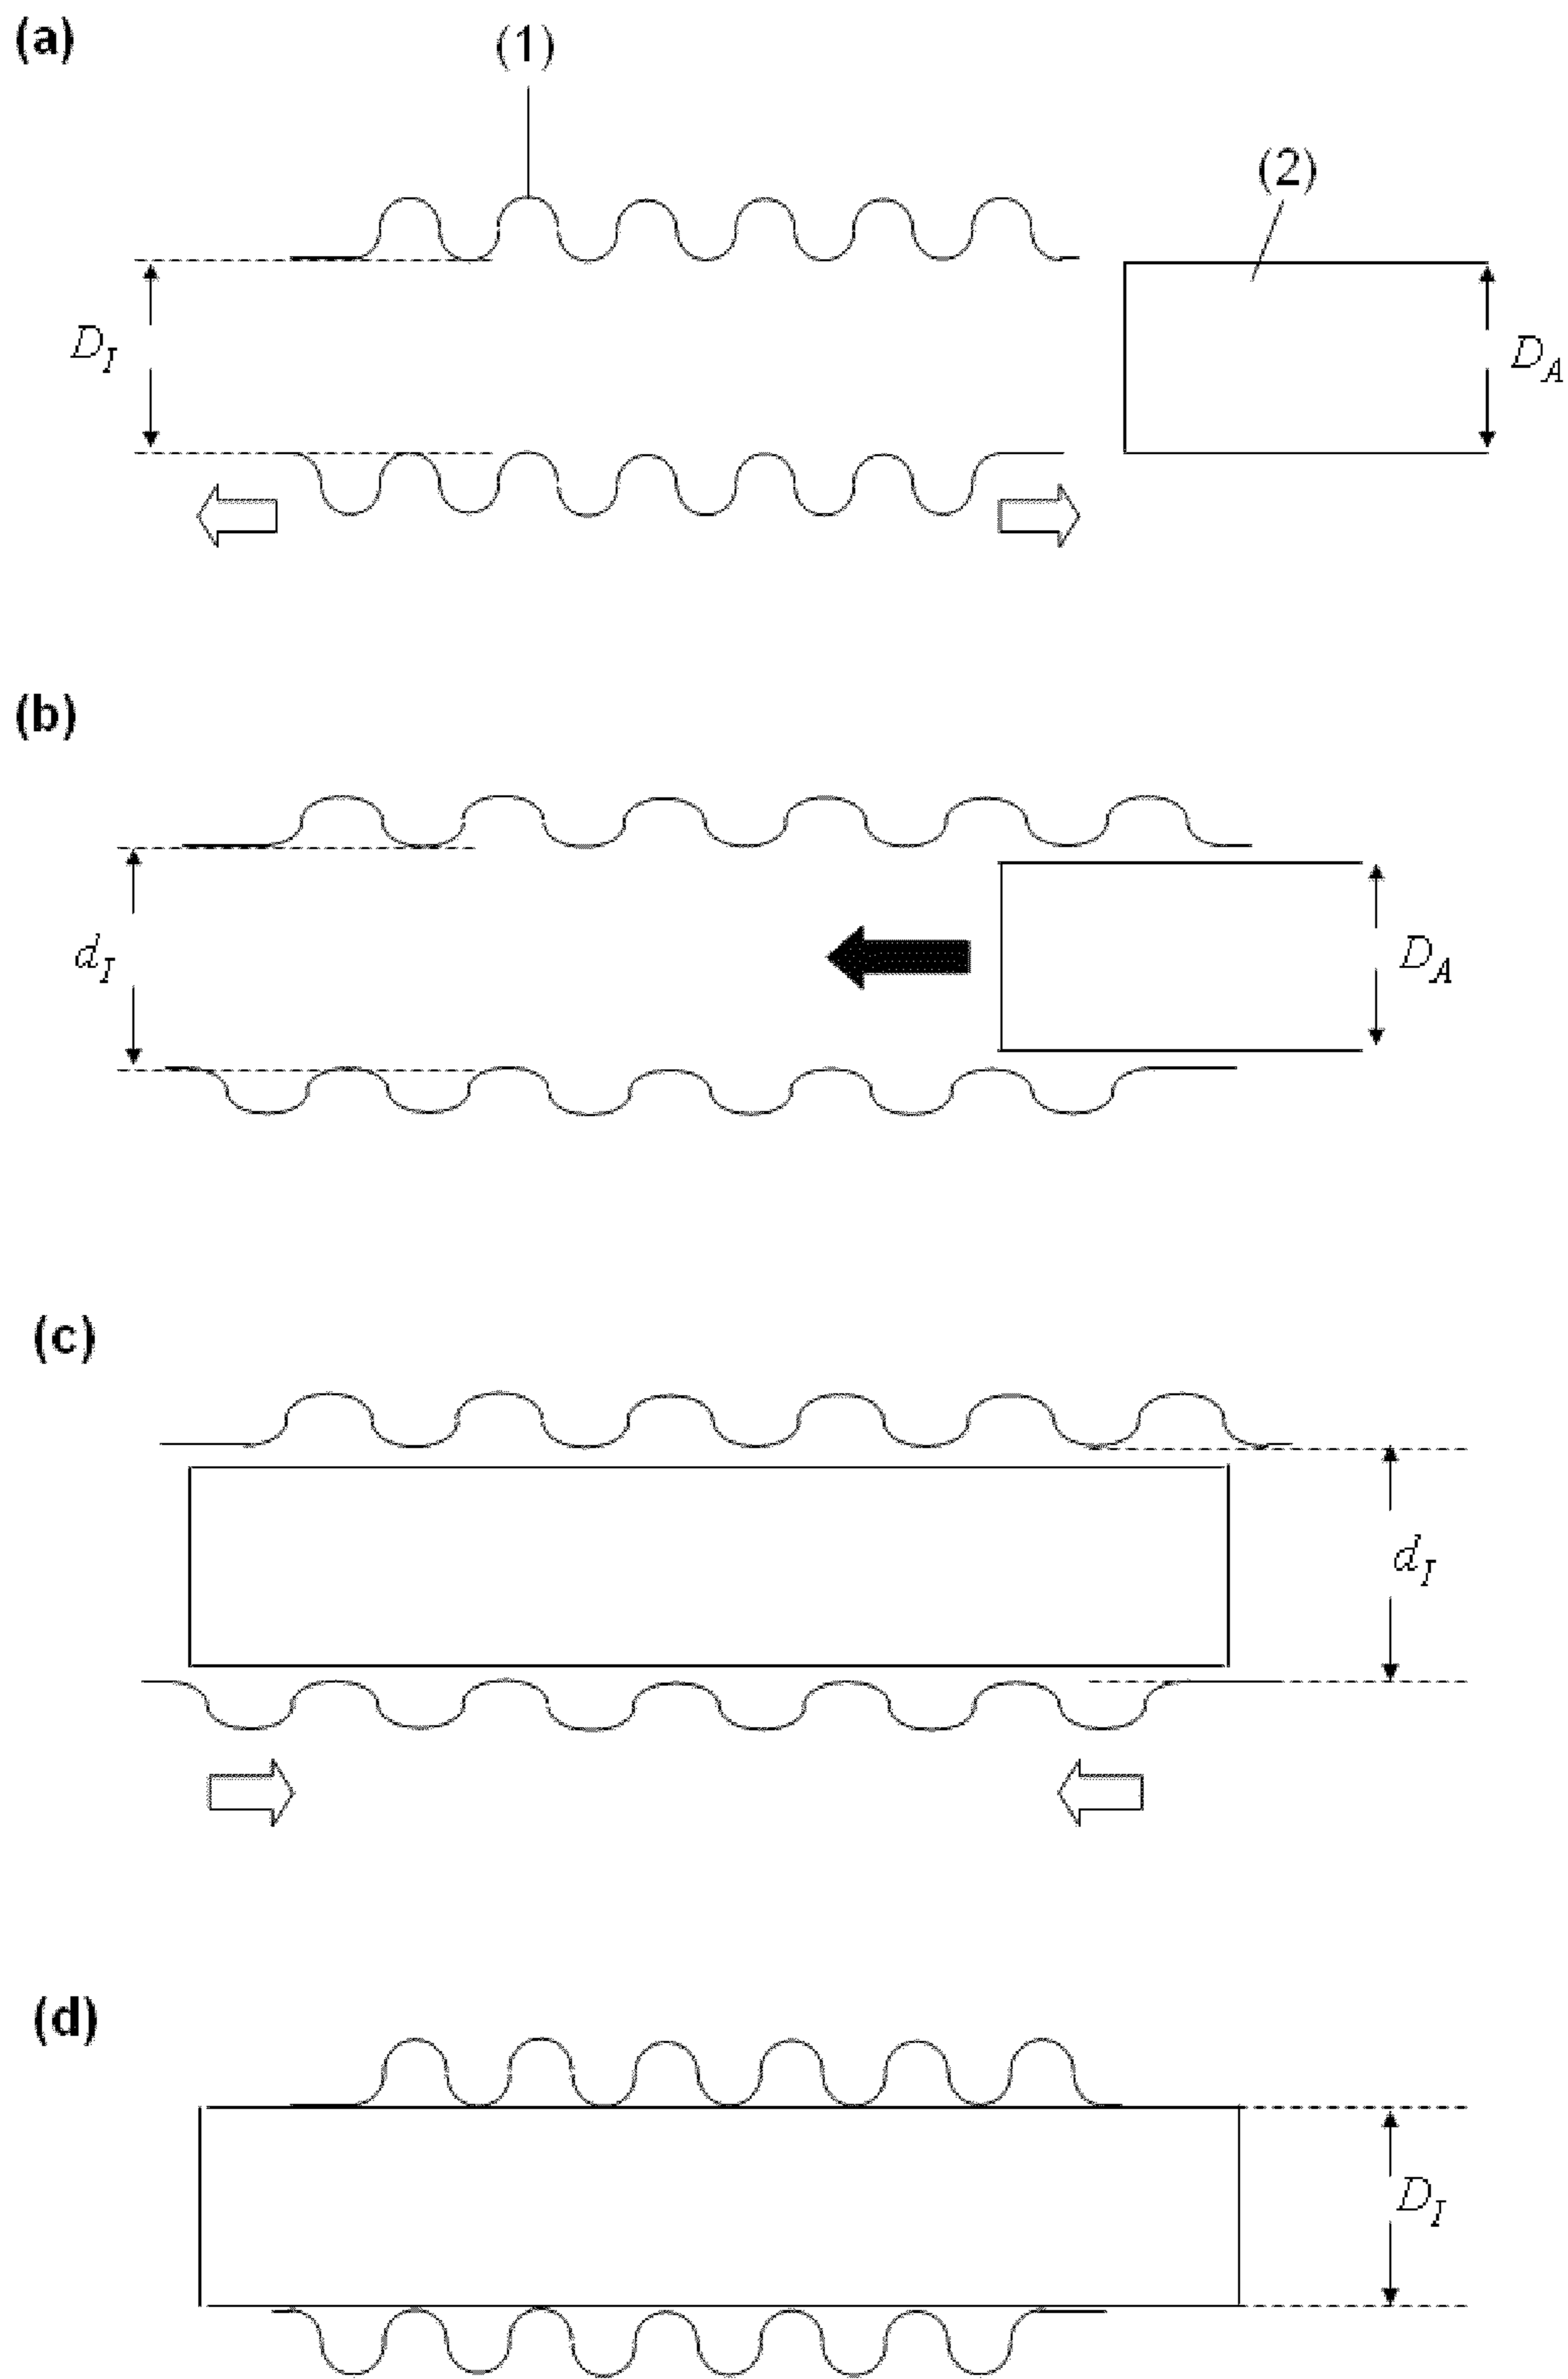 (a)
(1)
(2)
D_I
D_A
(b)
d_I
D_A
(c)
d_I
(d)
D_I